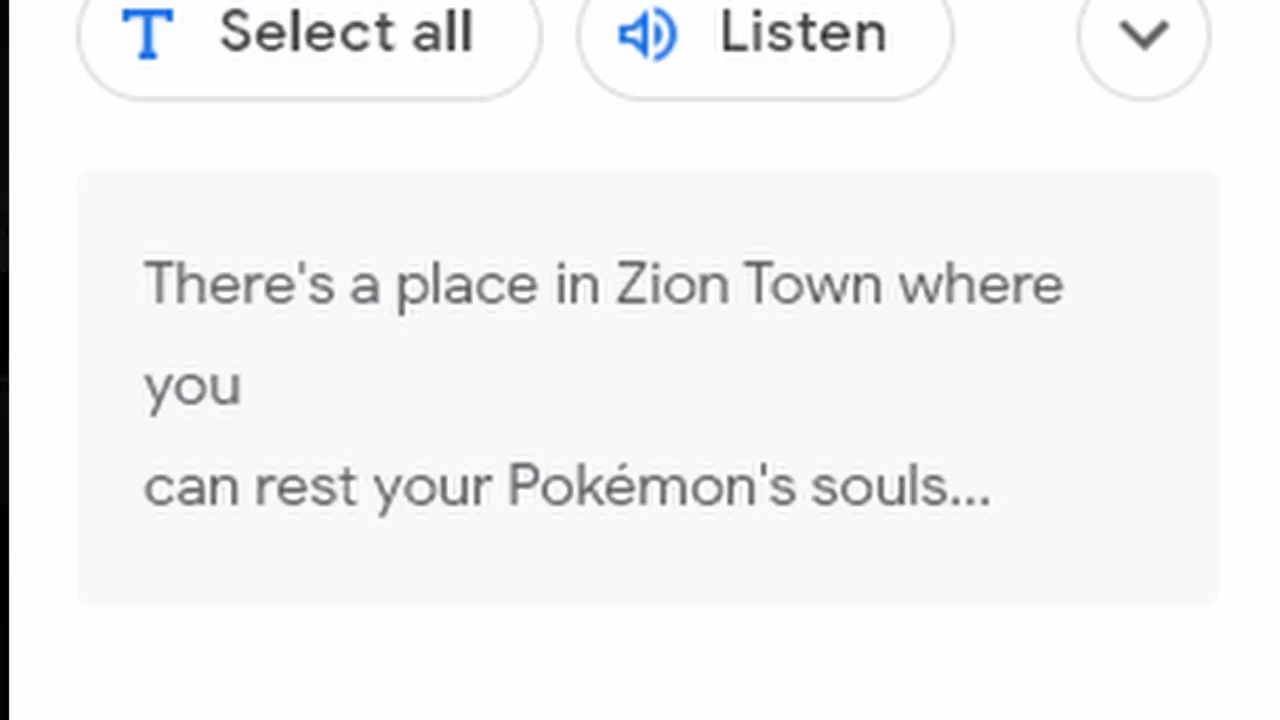 Select all
Listen
There's a place in Zion Town where
you
can rest your Pokémon's souls...